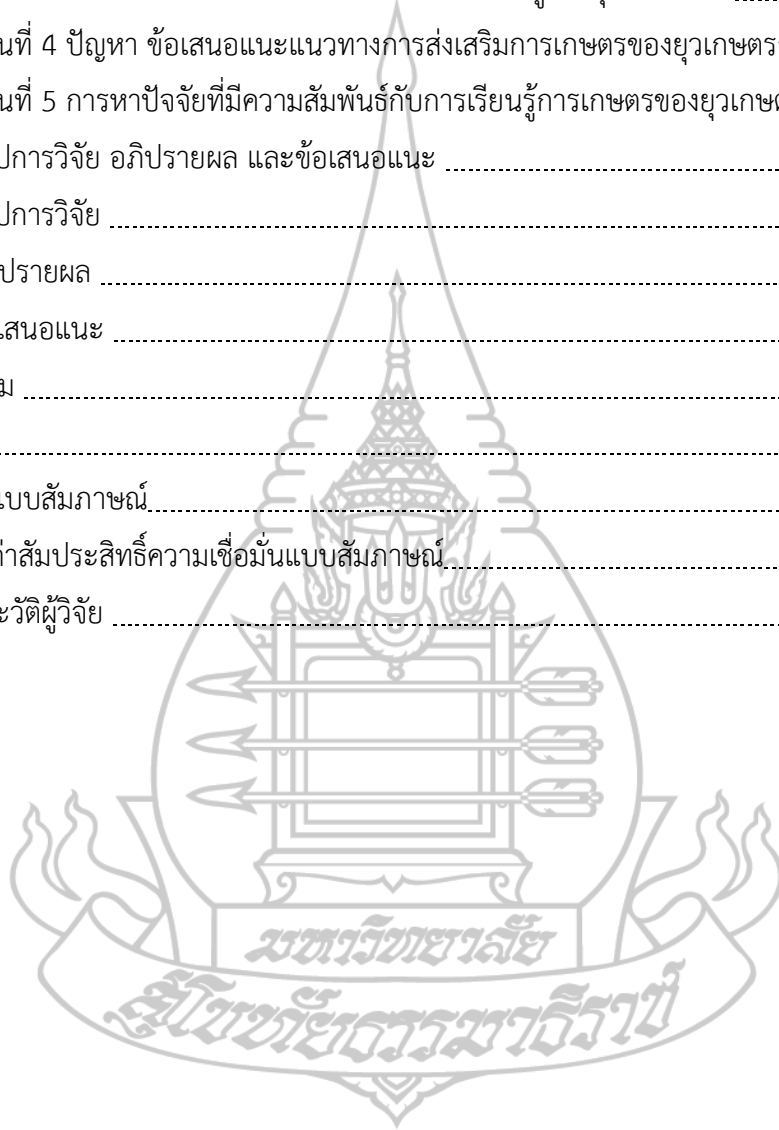 นที่ 4 ปัญหา ข้อเสนอแนะแนวทางการส่งเสริมการเกษตรของยุวเกษตร
นที่ 5 การหาปัจจัยที่มีความสัมพันธ์กับการเรียนรู้การเกษตรของยุวเกษต
ปการวิจัย อภิปรายผล และข้อเสนอแนะ
ปการวิจัย
ปรายผล
เสนอแนะ
ม
แบบสัมภาษณ์
ค่าสัมประสิทธิ์ความเชื่อมั่นแบบสัมภาษณ์
ะวัติผู้วิจัย
มหาวิทยาลัย
สุโขทัยธรรมาธิราช